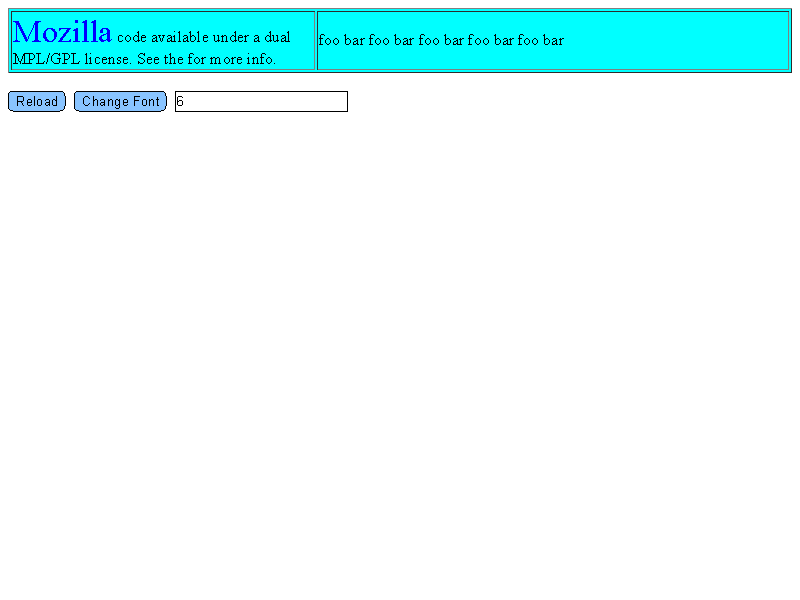 Mozilla code available under a dual
MPL/GPL license. See the for more info.
foo bar foo bar foo bar foo bar foo bar
Reload Change Font 6